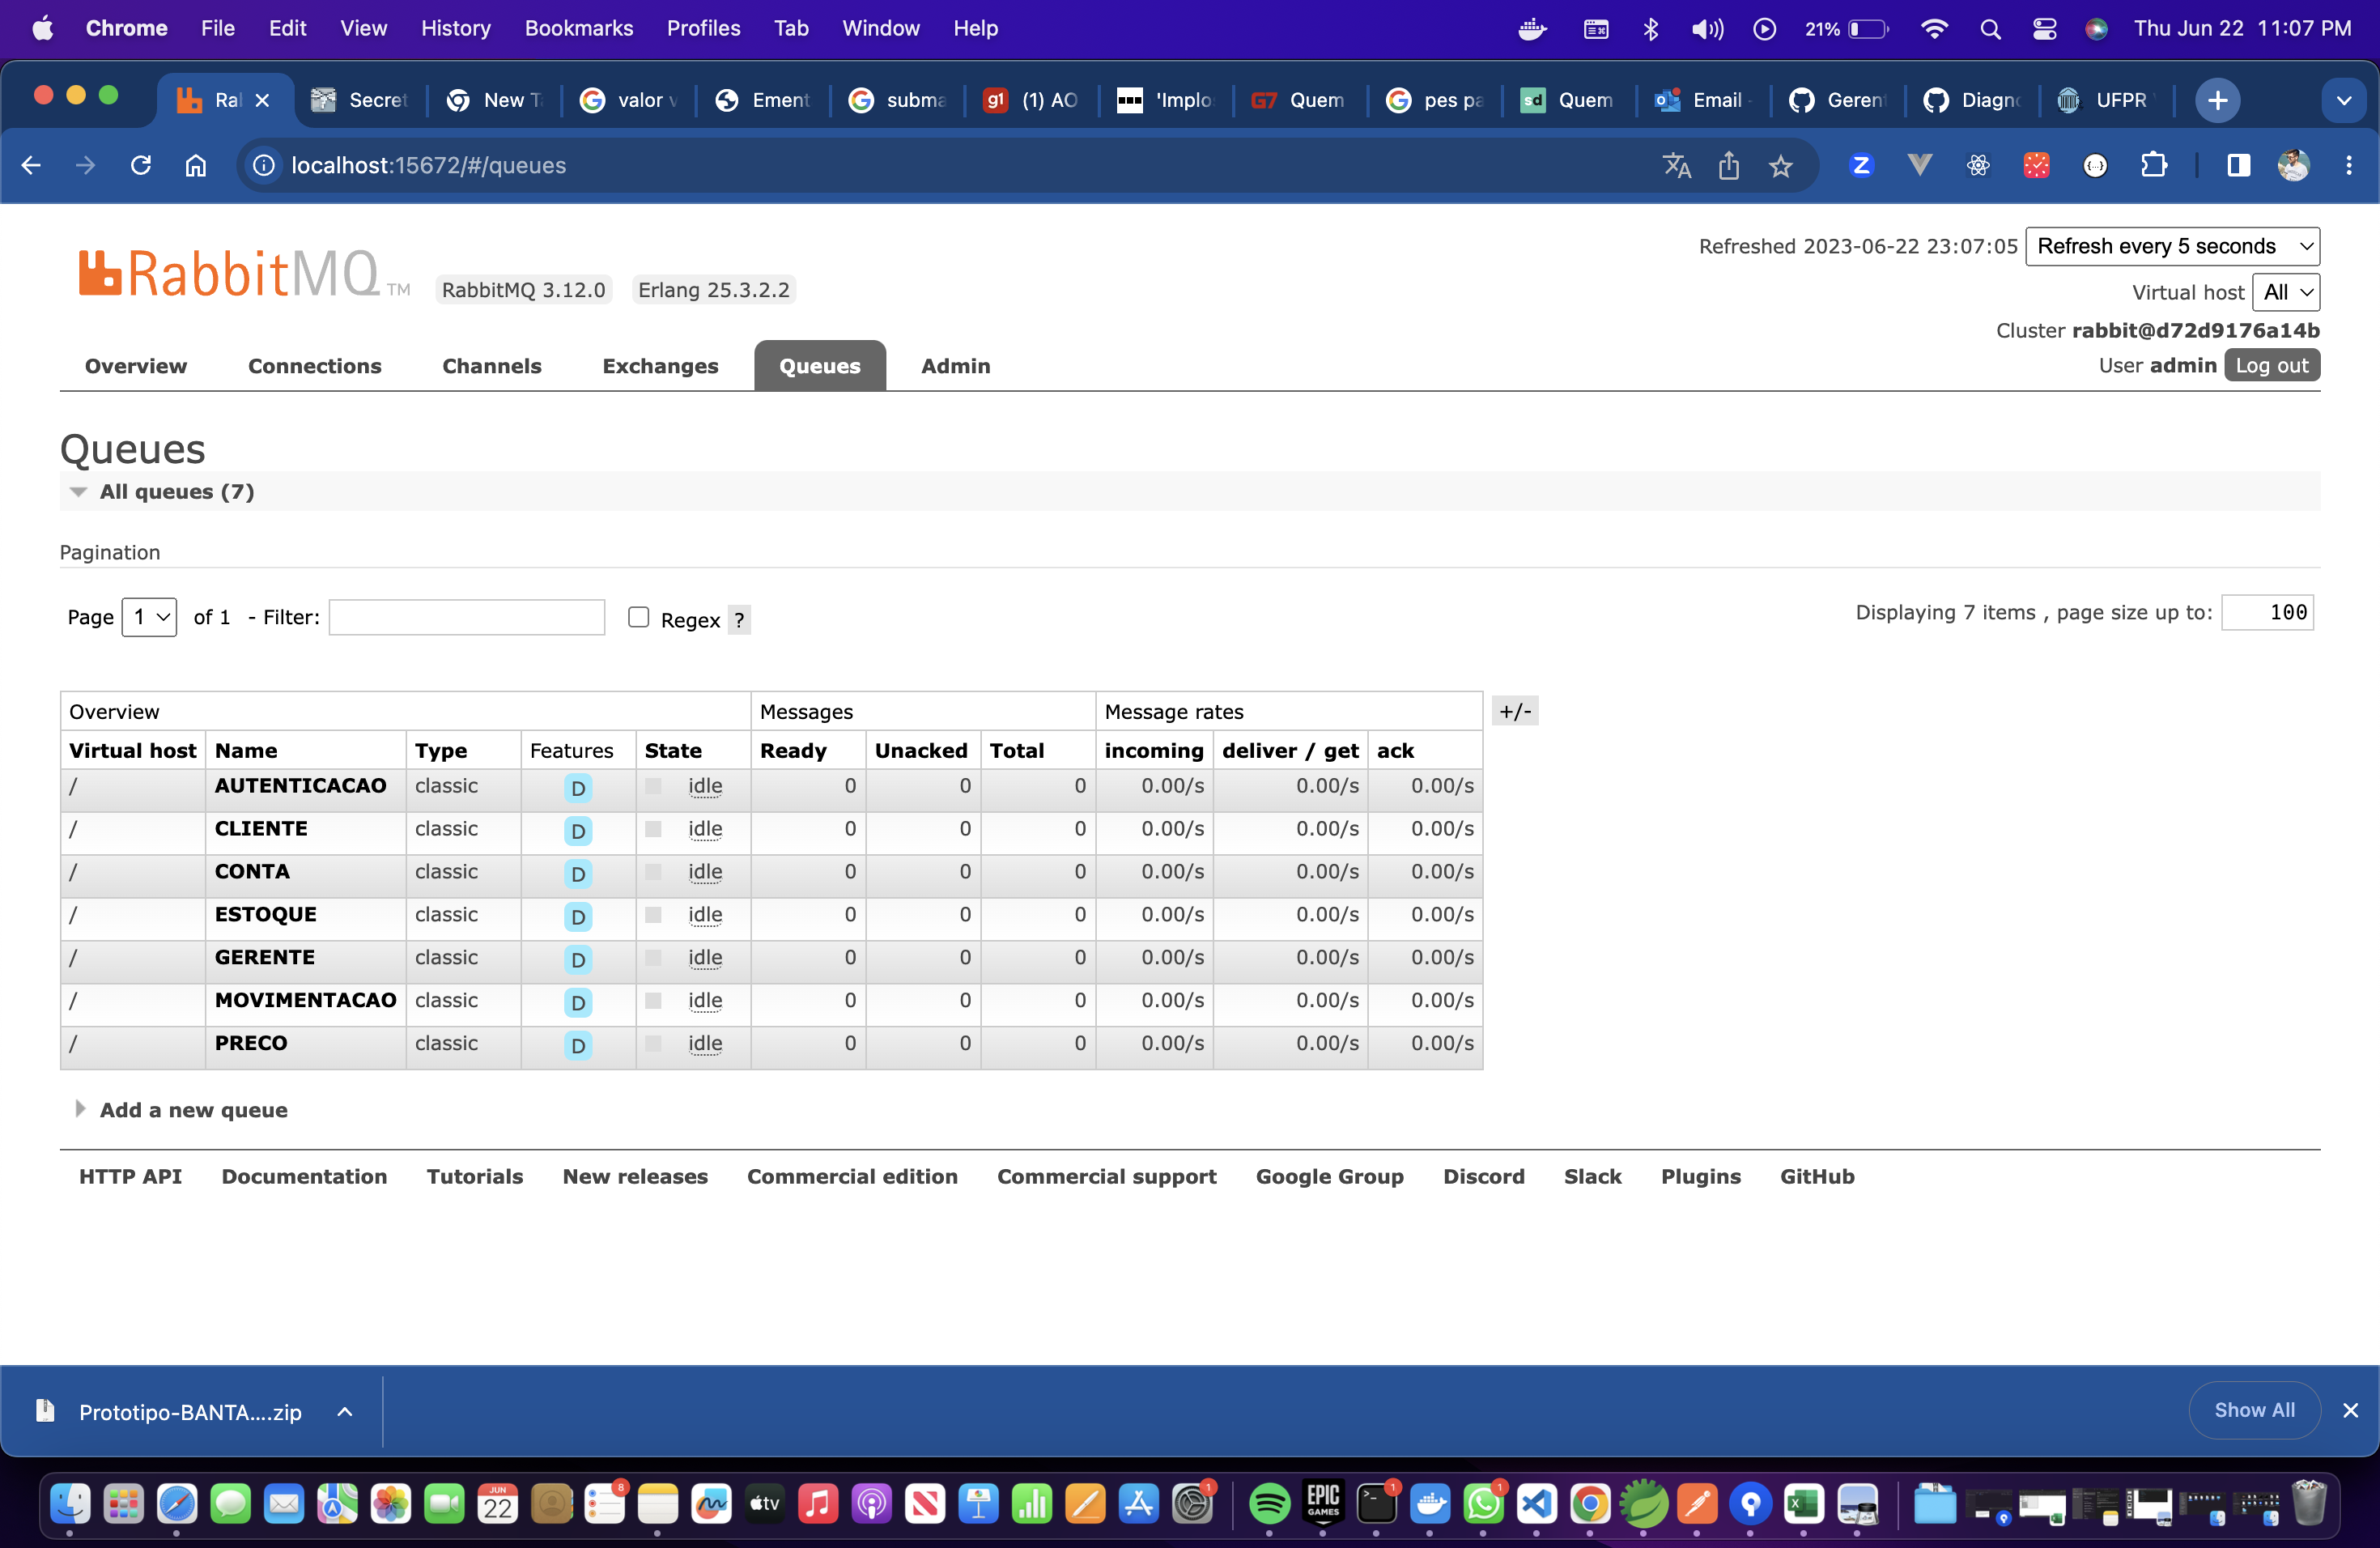 Chrome File Edit View History Bookmarks Profiles Tab Window Help 21% Thu Jun 22 11:07 PM
Secret New T valor v Ement subma (1) AO 'Implo Quem pes pa Quem Email Geren Diagno UFPR
localhost:15672/#/queues
RabbitMQ TM RabbitMQ 3.12.0 Erlang 25.3.2.2
Refreshed 2023-06-22 23:07:05 Refresh every 5 seconds
Virtual host All
Cluster rabbit@d72d9176a14b
User admin Log out
Overview Connections Channels Exchanges Queues Admin
Queues
All queues (7)
Pagination
Page 1 of 1 - Filter: Regex ? Displaying 7 items , page size up to: 100
Overview Messages Message rates +/-
Virtual host Name Type Features State Ready Unacked Total incoming deliver / get ack
/ AUTENTICACAO classic D idle 0 0 0 0.00/s 0.00/s 0.00/s
/ CLIENTE classic D idle 0 0 0 0.00/s 0.00/s 0.00/s
/ CONTA classic D idle 0 0 0 0.00/s 0.00/s 0.00/s
/ ESTOQUE classic D idle 0 0 0 0.00/s 0.00/s 0.00/s
/ GERENTE classic D idle 0 0 0 0.00/s 0.00/s 0.00/s
/ MOVIMENTACAO classic D idle 0 0 0 0.00/s 0.00/s 0.00/s
/ PRECO classic D idle 0 0 0 0.00/s 0.00/s 0.00/s
Add a new queue
HTTP API Documentation Tutorials New releases Commercial edition Commercial support Google Group Discord Slack Plugins GitHub
Prototipo-BANTA....zip Show All
JUN 22 8 tv 1 EPIC GAMES 1 1